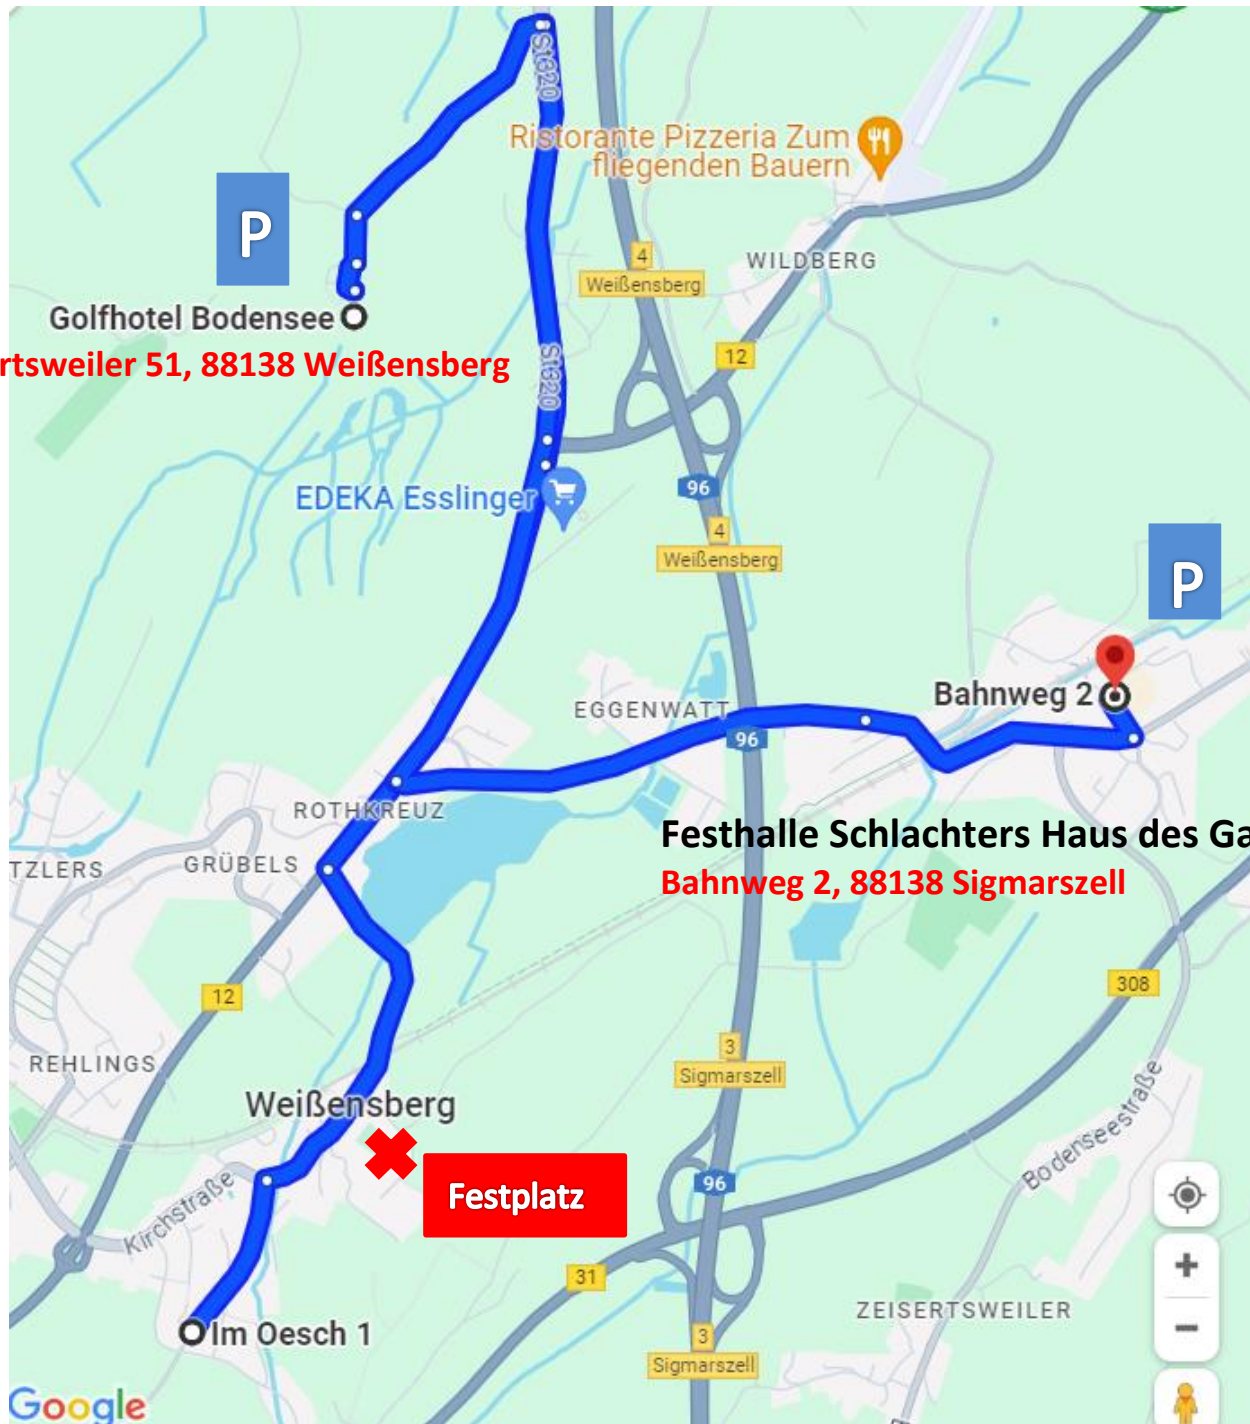 St320
Ristorante Pizzeria Zum
fliegenden Bauern
P
4
Weißensberg
WILDBERG
Golfhotel Bodensee
rtsweiler 51, 88138 Weißensberg
12
St320
EDEKA Esslinger
96
4
Weißensberg
P
Bahnweg 2
EGGENWATT
96
ROTHKREUZ
GRÜBELS
TZLERS
Festhalle Schlachters Haus des Ga
Bahnweg 2, 88138 Sigmarszell
308
12
3
Sigmarszell
REHLINGS
Weißensberg
Festplatz
96
Bodenseestraße
Kirchstraße
31
ZEISERTSWEILER
Im Oesch 1
3
Sigmarszell
Google